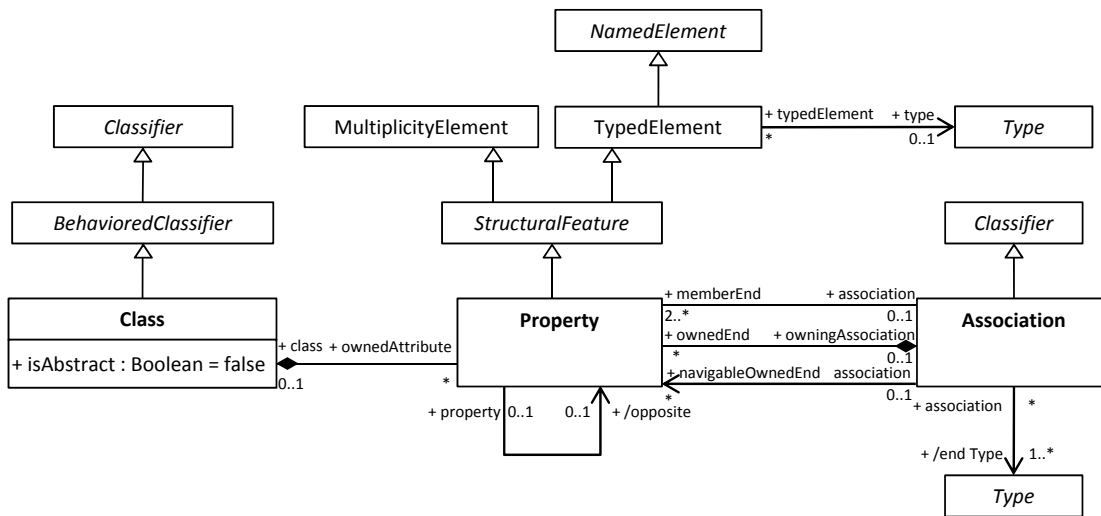 NamedElement
Classifier
MultiplicityElement
TypedElement
+ typedElement
+ type
*
0..1
Type
BehavioredClassifier
StructuralFeature
Classifier
Class
+ isAbstract : Boolean = false
+ class
+ ownedAttribute
0..1
*
Property
+ memberEnd
+ association
2..*
0..1
+ ownedEnd
+ owningAssociation
*
0..1
+ navigableOwnedEnd
association
*
0..1
Association
+ property
0..1
0..1
+ /opposite
+ association
*
+ /end Type
1..*
Type